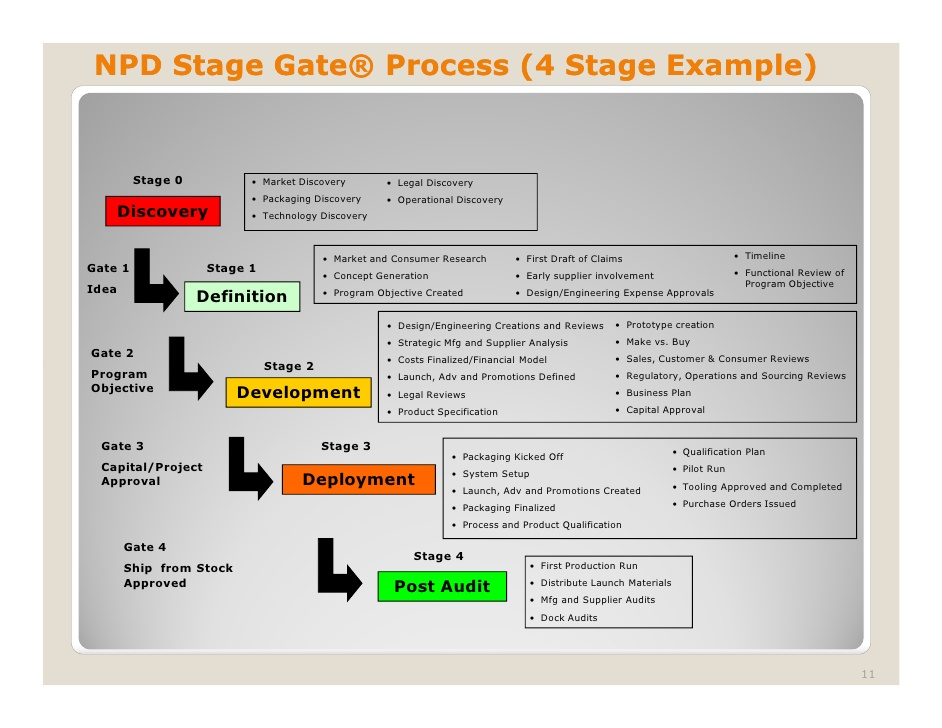 NPD Stage Gate® Process (4 Stage Example)
Stage 0
Discovery
• Market Discovery
• Packaging Discovery
• Technology Discovery
• Legal Discovery
• Operational Discovery
Gate 1
Idea
Stage 1
Definition
• Market and Consumer Research
• Concept Generation
• Program Objective Created
• First Draft of Claims
• Early supplier involvement
• Design/Engineering Expense Approvals
• Timeline
• Functional Review of
Program Objective
Gate 2
Program
Objective
Stage 2
Development
• Design/Engineering Creations and Reviews
• Strategic Mfg and Supplier Analysis
• Costs Finalized/Financial Model
• Launch, Adv and Promotions Defined
• Legal Reviews
• Product Specification
• Prototype creation
• Make vs. Buy
• Sales, Customer & Consumer Reviews
• Regulatory, Operations and Sourcing Reviews
• Business Plan
• Capital Approval
Gate 3
Capital/Project
Approval
Stage 3
Deployment
• Packaging Kicked Off
• System Setup
• Launch, Adv and Promotions Created
• Packaging Finalized
• Process and Product Qualification
• Qualification Plan
• Pilot Run
• Tooling Approved and Completed
• Purchase Orders Issued
Gate 4
Ship from Stock
Approved
Stage 4
Post Audit
• First Production Run
• Distribute Launch Materials
• Mfg and Supplier Audits
• Dock Audits
11